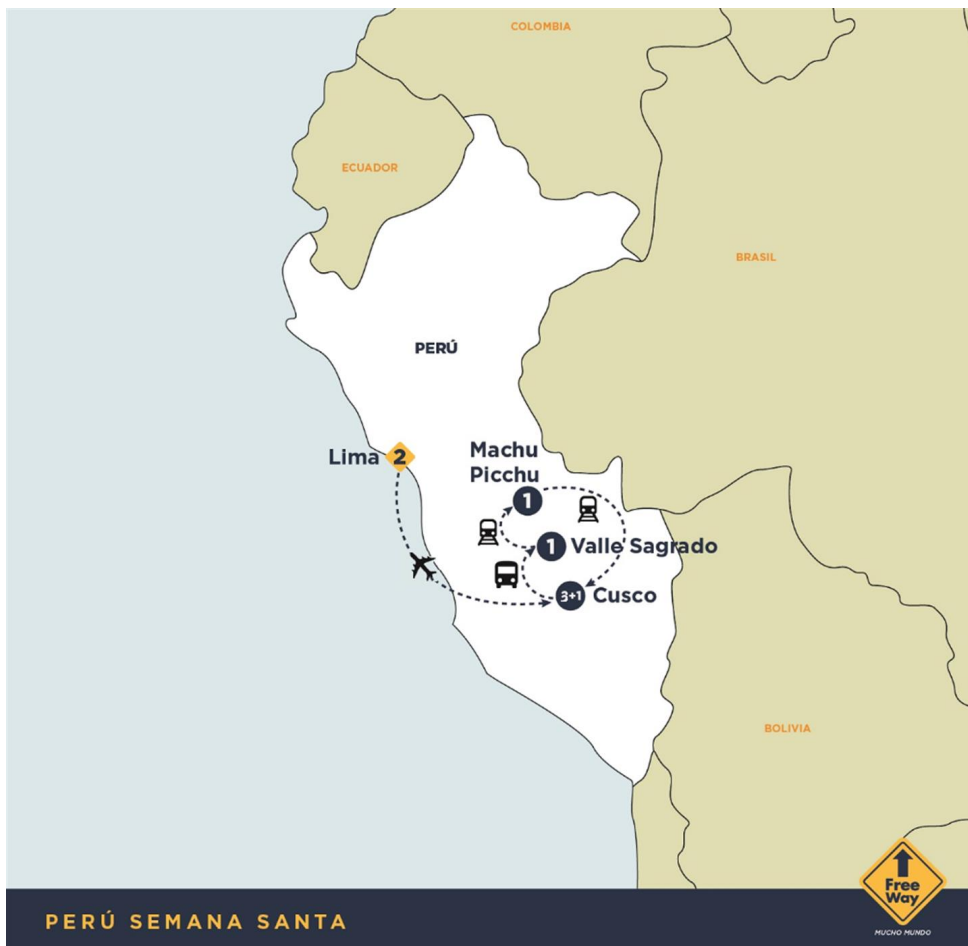 COLOMBIA
ECUADOR
BRASIL
PERÚ
Lima 2
Machu
Picchu
1
1 Valle Sagrado
3+1 Cusco
BOLIVIA
Free
Way
MUCHO MUNDO
PERÚ SEMANA SANTA